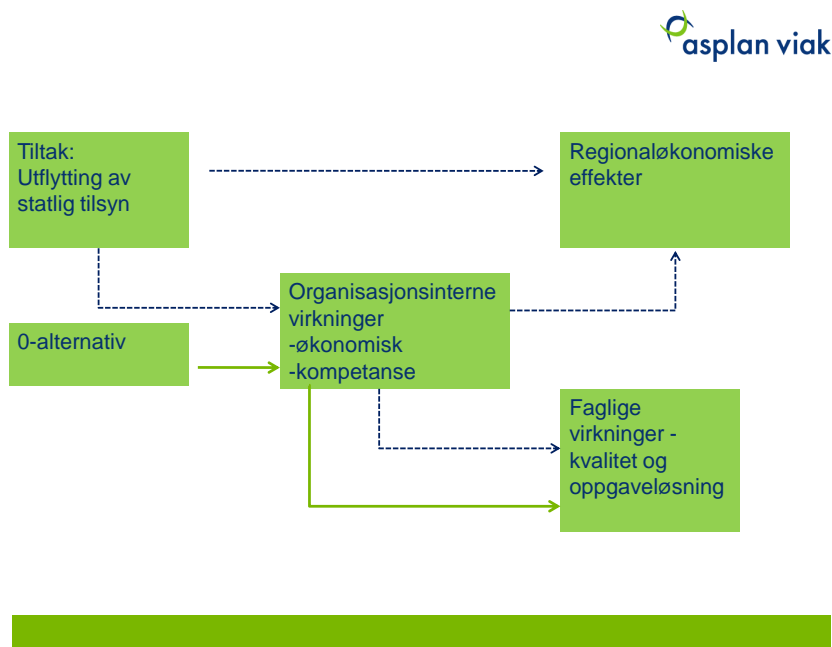 asplan viak
Tiltak:
Utflytting av
statlig tilsyn
Regionaløkonomiske
effekter
Organisasjonsinterne
virkninger
-økonomisk
-kompetanse
0-alternativ
Faglige
virkninger -
kvalitet og
oppgaveløsning